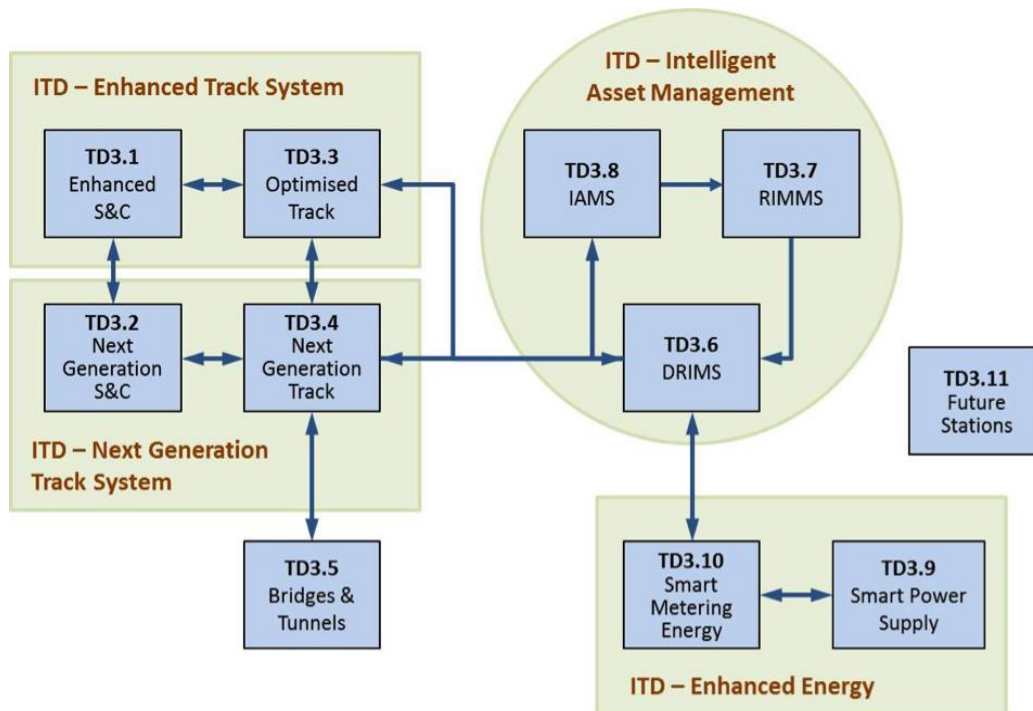 ITD – Enhanced Track System
TD3.1
Enhanced
S&C
TD3.3
Optimised
Track
ITD – Intelligent
Asset Management
TD3.8
IAMS
TD3.7
RIMMS
TD3.2
Next
Generation
S&C
TD3.4
Next
Generation
Track
TD3.6
DRIMS
TD3.11
Future
Stations
ITD – Next Generation
Track System
TD3.5
Bridges &
Tunnels
TD3.10
Smart
Metering
Energy
TD3.9
Smart Power
Supply
ITD – Enhanced Energy